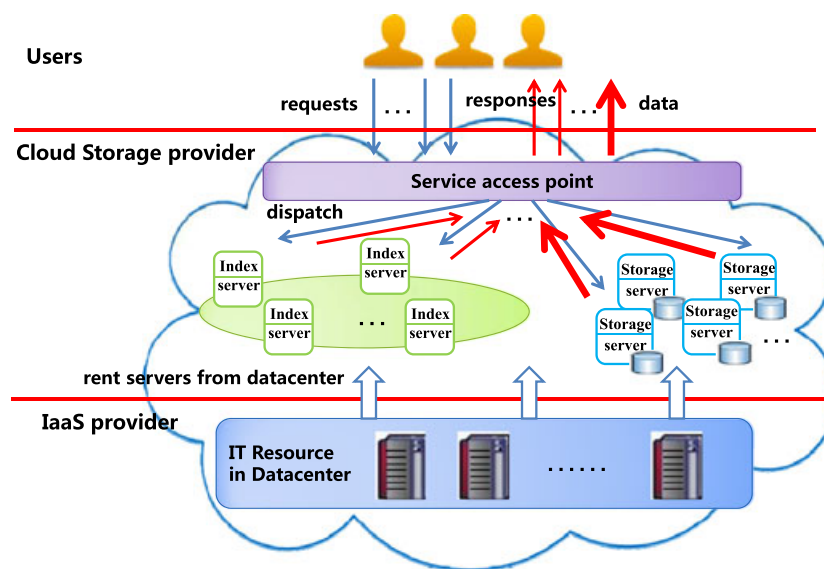 Users
requests
...
responses
...
data
Cloud Storage provider
Service access point
dispatch
...
Index
server
Index
server
Index
server
...
Index
server
Storage
server
Storage
server
Storage
server
Storage
server
...
rent servers from datacenter
IaaS provider
IT Resource
in Datacenter
......